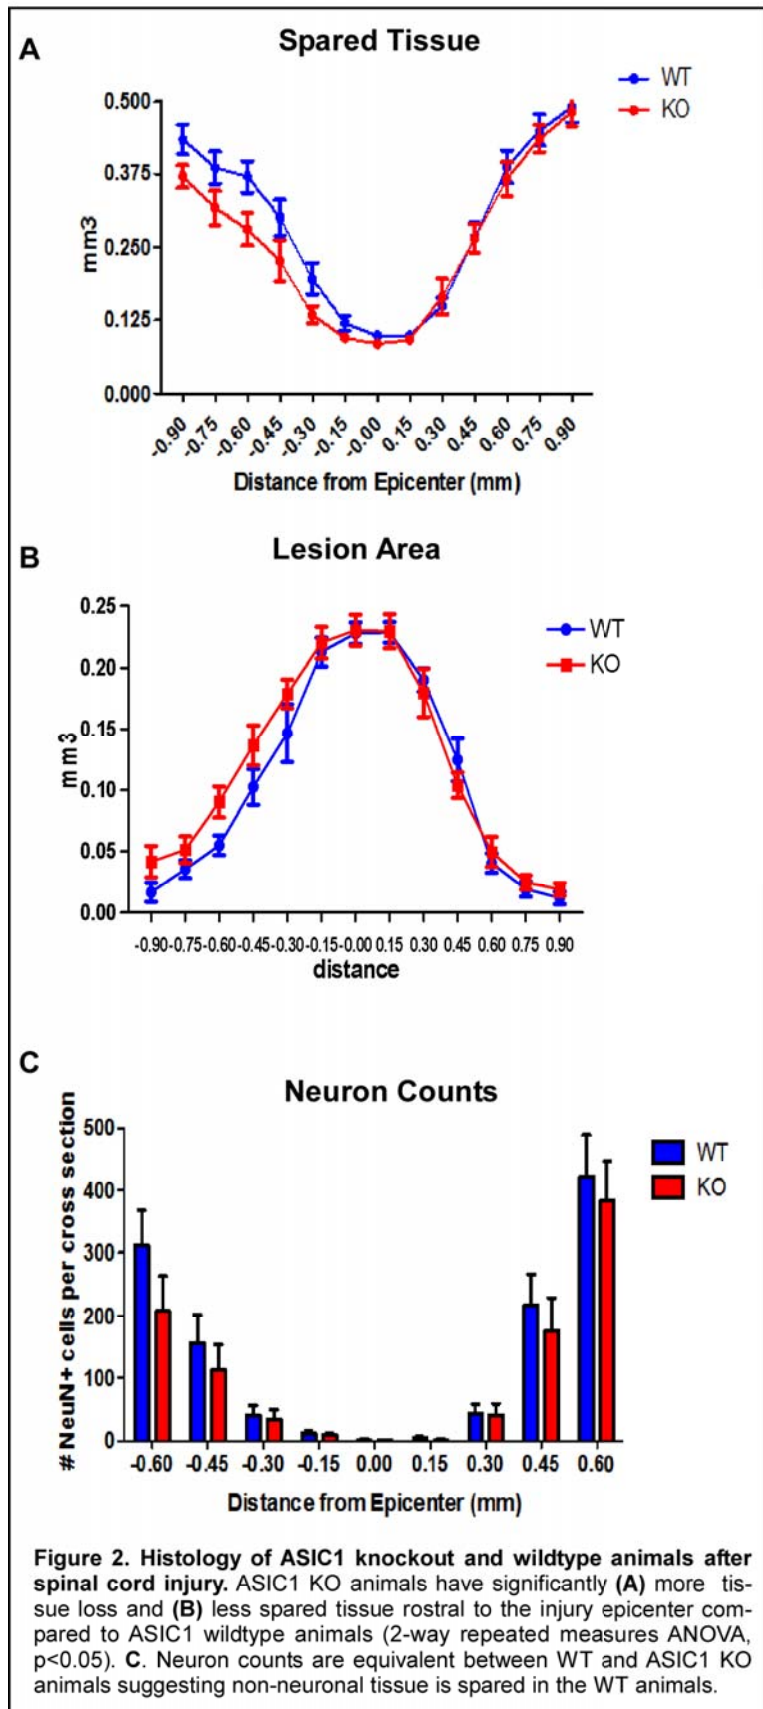 A
Spared Tissue
WT
KO
0.500
0.375
0.250
0.125
0.000
mm3
-0.90 -0.75 -0.60 -0.45 -0.30 -0.15 -0.00 0.15 0.30 0.45 0.60 0.75 0.90
Distance from Epicenter (mm)
B
Lesion Area
WT
KO
0.25
0.20
0.15
0.10
0.05
0.00
mm3
-0.90 -0.75 -0.60 -0.45 -0.30 -0.15 -0.00 0.15 0.30 0.45 0.60 0.75 0.90
distance
C
Neuron Counts
WT
KO
500
400
300
200
100
0
# NeuN+ cells per cross section
-0.60 -0.45 -0.30 -0.15 0.00 0.15 0.30 0.45 0.60
Distance from Epicenter (mm)
Figure 2. Histology of ASIC1 knockout and wildtype animals after
spinal cord injury. ASIC1 KO animals have significantly (A) more tis-
sue loss and (B) less spared tissue rostral to the injury epicenter com-
pared to ASIC1 wildtype animals (2-way repeated measures ANOVA,
p<0.05). C. Neuron counts are equivalent between WT and ASIC1 KO
animals suggesting non-neuronal tissue is spared in the WT animals.